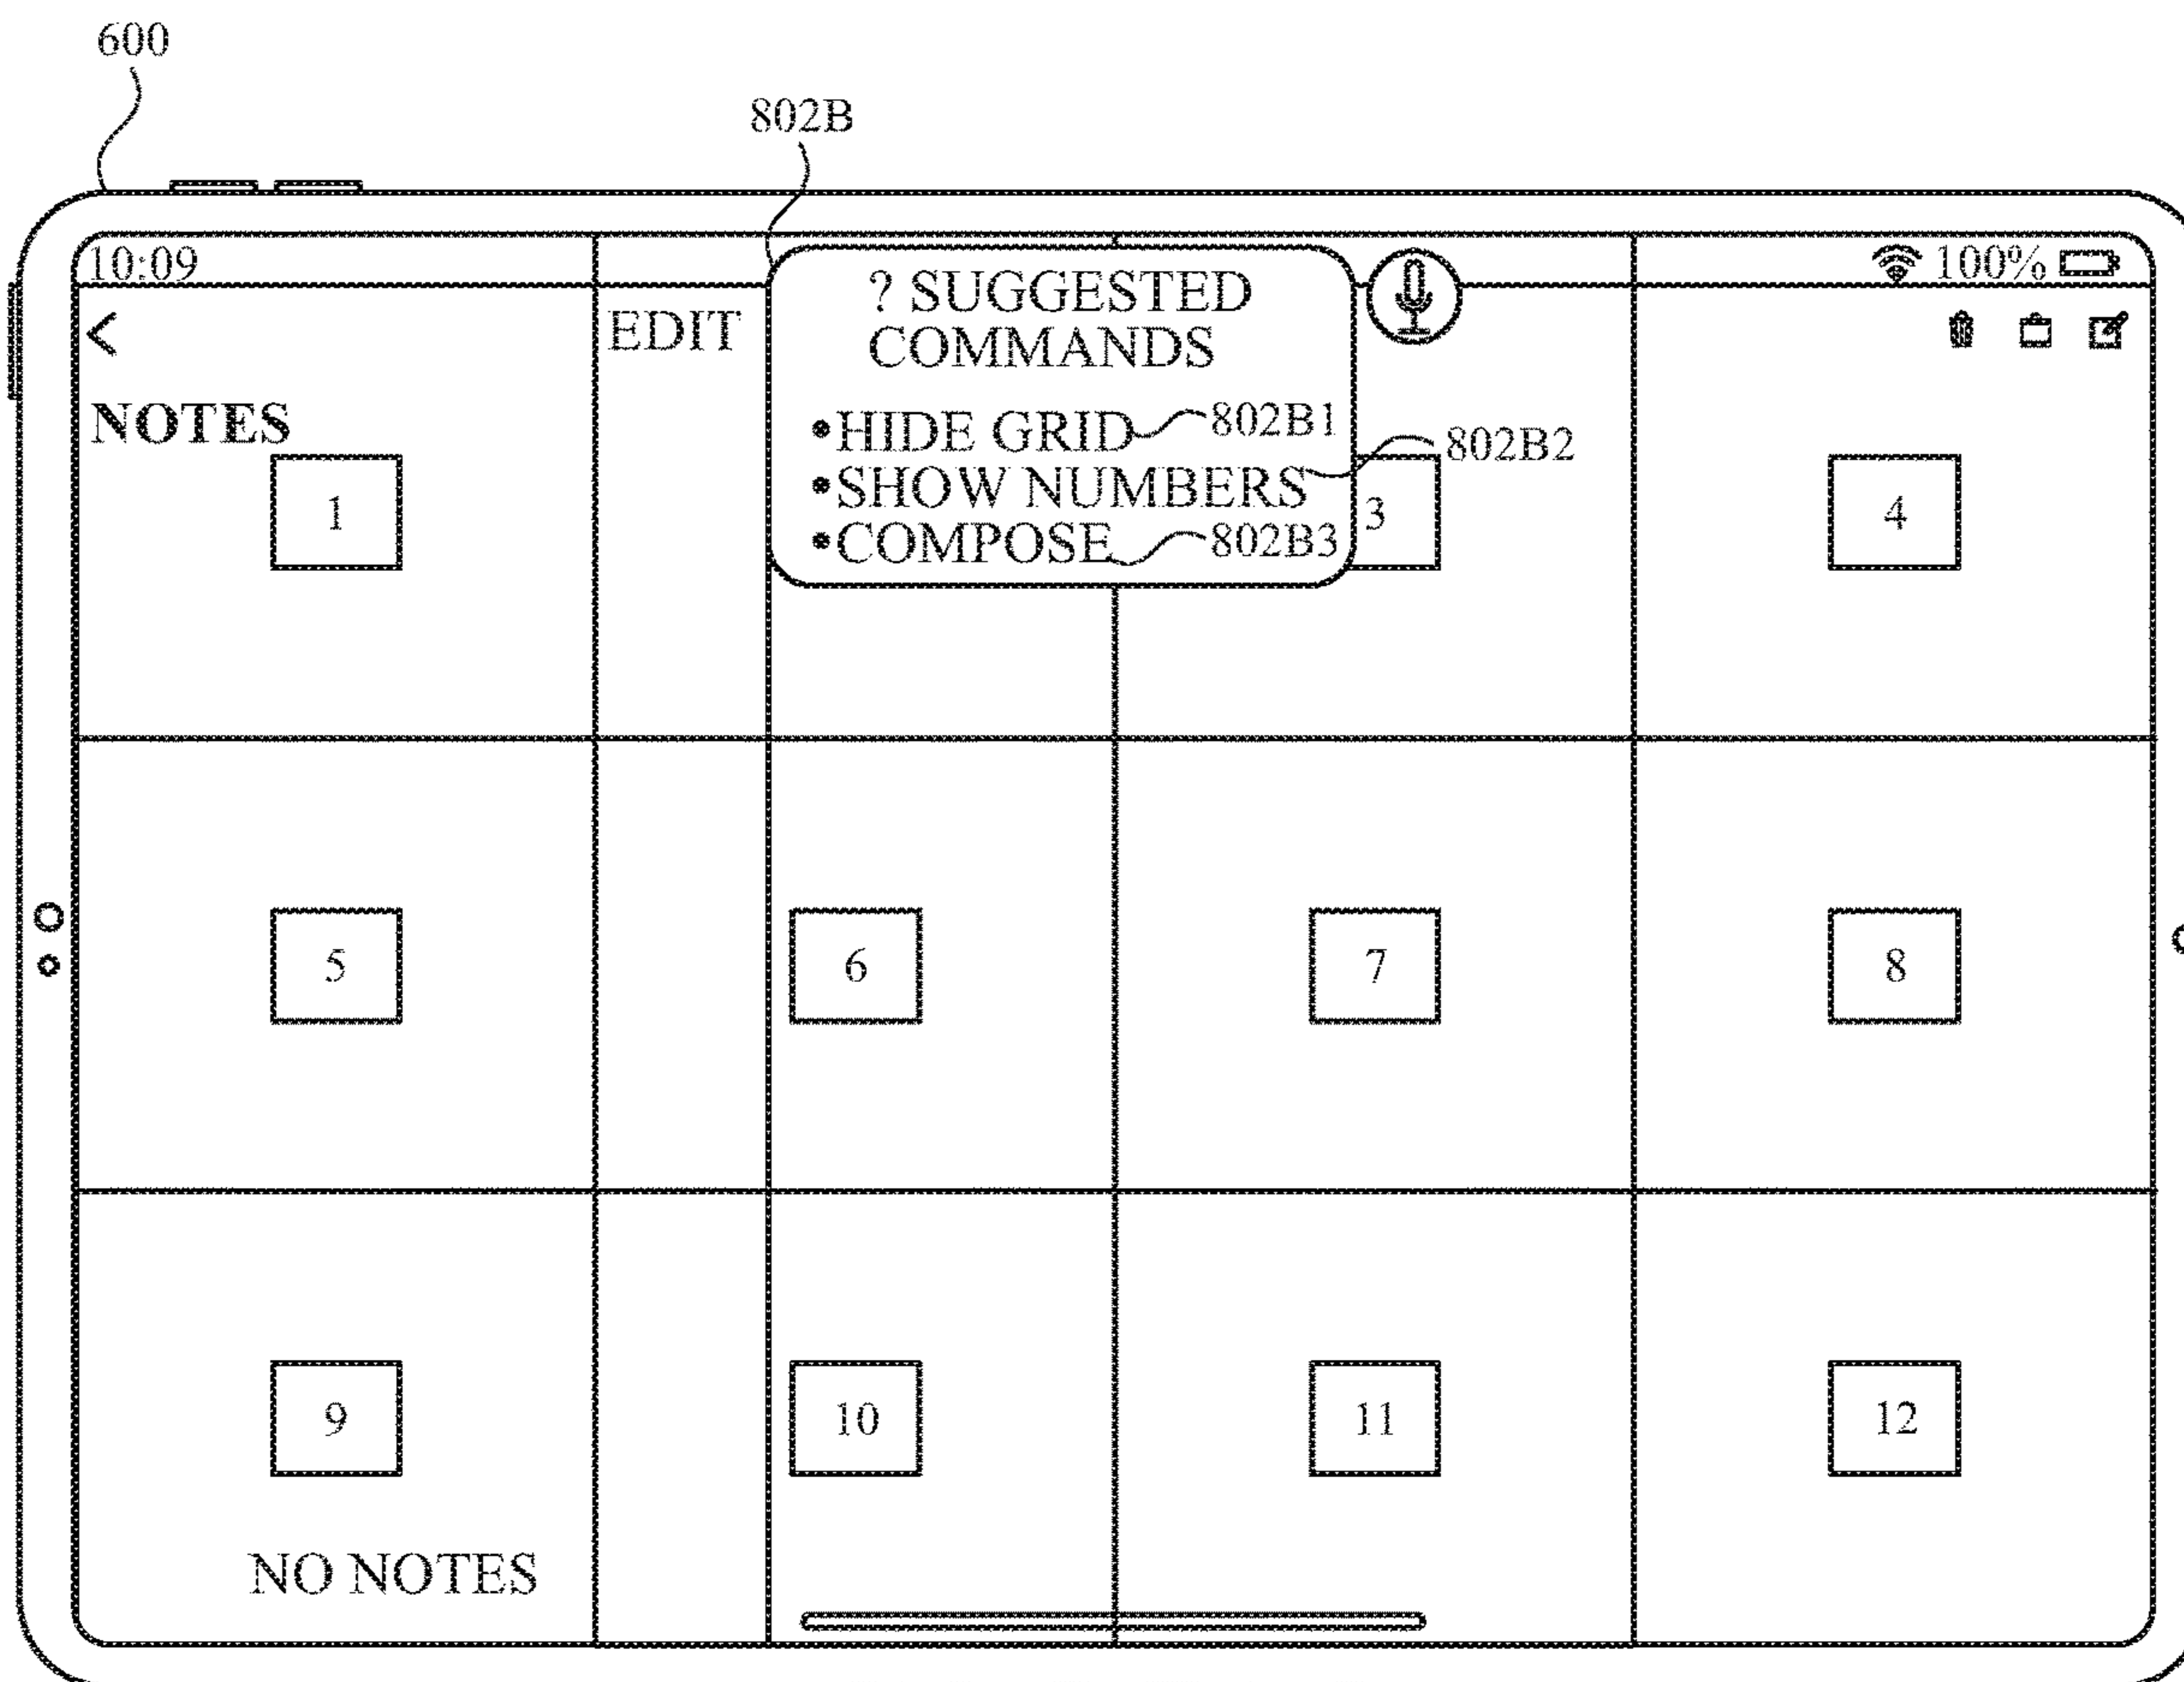 600
802B
10:09
100%
EDIT
? SUGGESTED
COMMANDS
NOTES
•HIDE GRID 802B1
•SHOW NUMBERS 802B2
•COMPOSE 802B3
1
3
4
5
6
7
8
9
10
11
12
NO NOTES